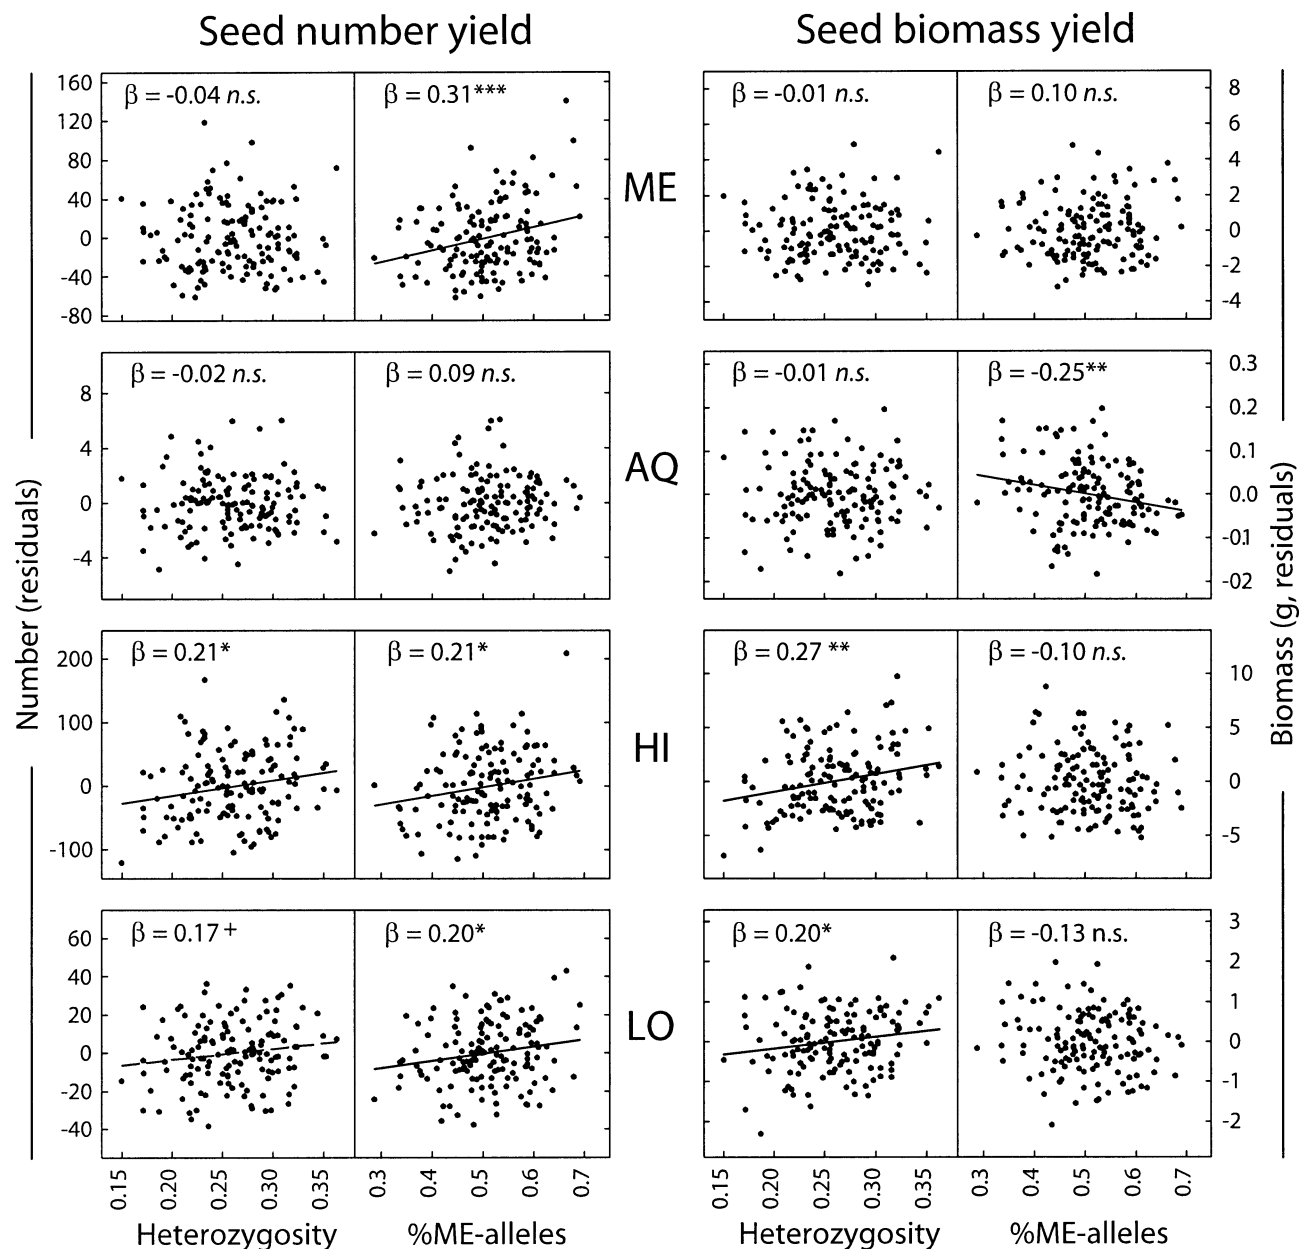 Seed number yield
Seed biomass yield
β = -0.04 n.s.
β = 0.31***
β = -0.01 n.s.
β = 0.10 n.s.
160
120
80
40
0
-40
-80
ME
8
6
4
2
0
-2
-4
β = -0.02 n.s.
β = 0.09 n.s.
β = -0.01 n.s.
β = -0.25**
8
4
0
-4
AQ
0.3
0.2
0.1
0.0
-01
-02
Number (residuals)
Biomass (g, residuals)
β = 0.21*
β = 0.21*
β = 0.27 **
β = -0.10 n.s.
200
100
0
-100
HI
10
5
0
-5
β = 0.17 +
β = 0.20*
β = 0.20*
β = -0.13 n.s.
60
40
20
0
-20
-40
LO
3
2
1
0
-1
-2
0.15 0.20 0.25 0.30 0.35
0.3 0.4 0.5 0.6 0.7
0.15 0.20 0.25 0.30 0.35
0.3 0.4 0.5 0.6 0.7
Heterozygosity
%ME-alleles
Heterozygosity
%ME-alleles